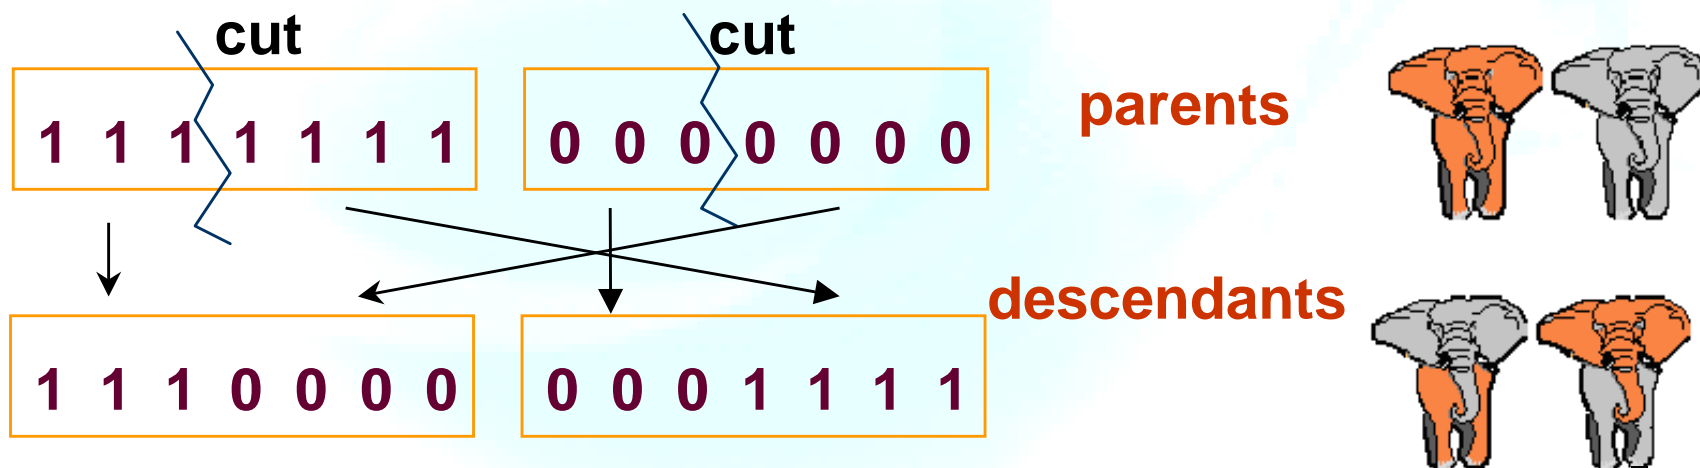 cut cut
1 1 1 1 1 1 1 0 0 0 0 0 0 0 parents
descendants
1 1 1 0 0 0 0 0 0 0 1 1 1 1